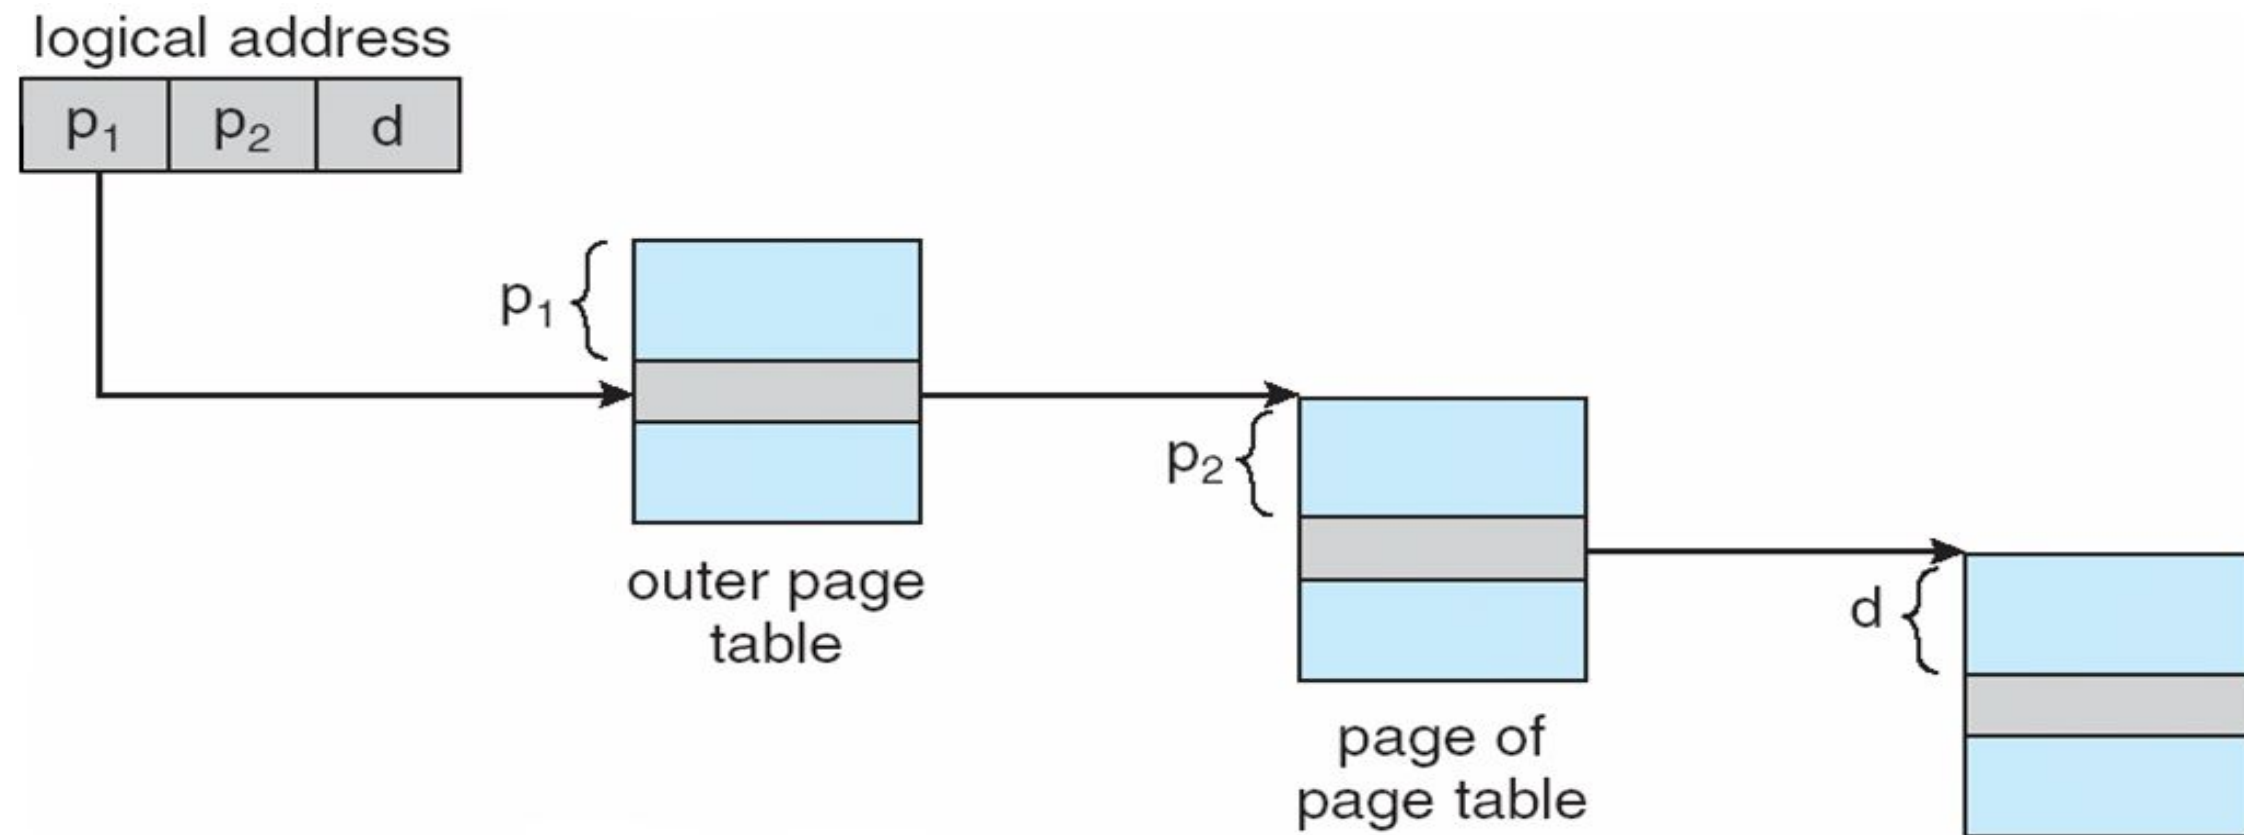 logical address
p₁ p₂ d
p₁
outer page
table
p₂
page of
page table
d